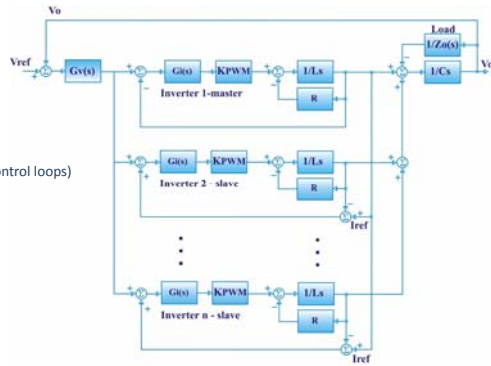 Vo
Load
1/Zo(s)
Vref
Gv(s)
Gi(s)
KPWM
1/Ls
1/Cs
Vo
R
Inverter 1-master
ontrol loops)
Gi(s)
KPWM
1/Ls
Inverter 2 - slave
R
Iref
Gi(s)
KPWM
1/Ls
Inverter n - slave
R
Iref